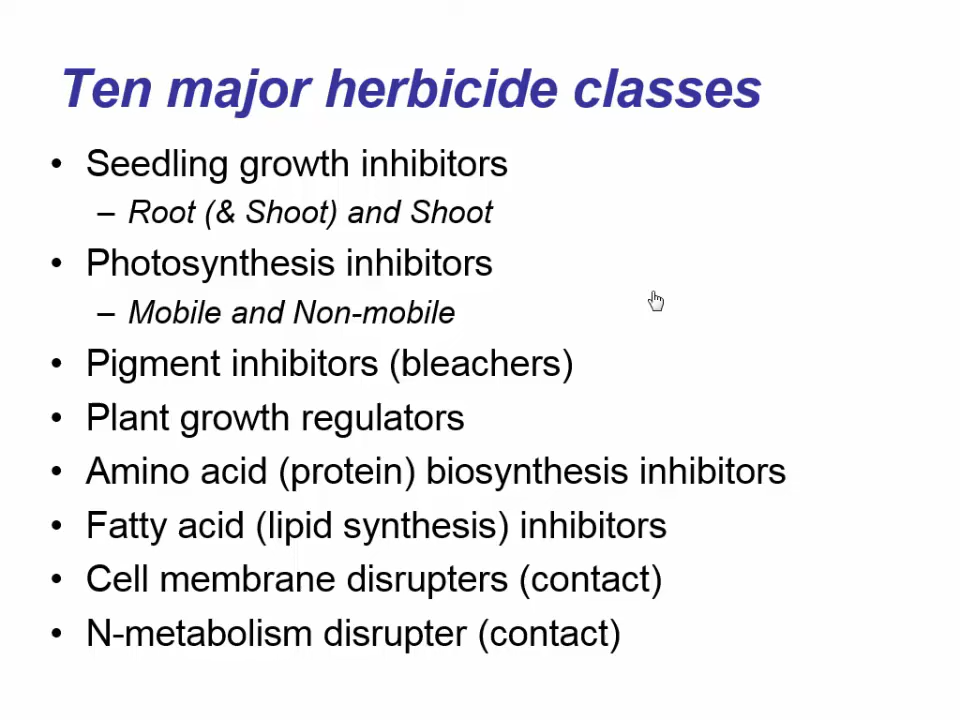 Ten major herbicide classes
• Seedling growth inhibitors
– Root (& Shoot) and Shoot
• Photosynthesis inhibitors
– Mobile and Non-mobile
• Pigment inhibitors (bleachers)
• Plant growth regulators
• Amino acid (protein) biosynthesis inhibitors
• Fatty acid (lipid synthesis) inhibitors
• Cell membrane disrupters (contact)
• N-metabolism disrupter (contact)